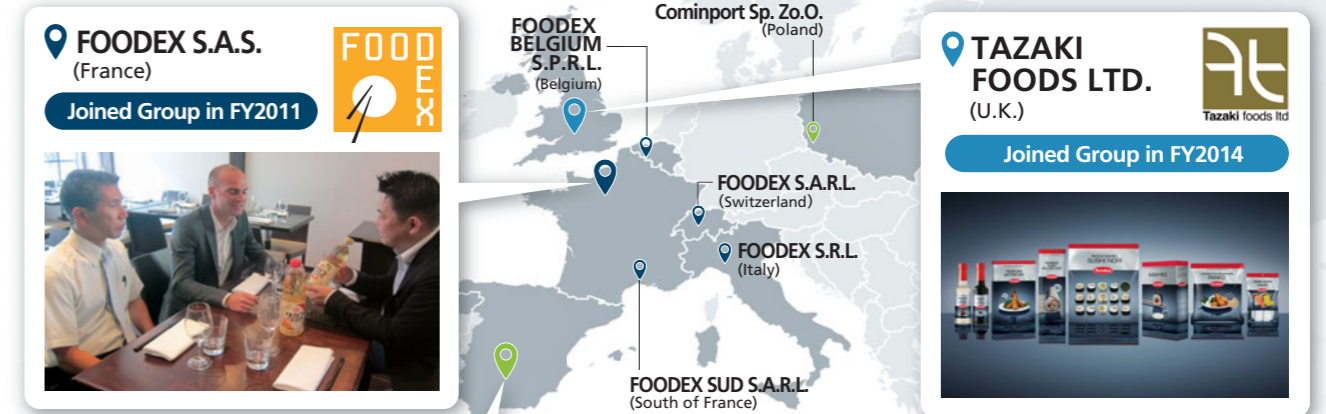 FOODEX S.A.S.
(France)
FOOD
EX
Joined Group in FY2011
FOODEX
BELGIUM
S.P.R.L.
(Belgium)
Cominport Sp. Zo.O.
(Poland)
FOODEX S.A.R.L.
(Switzerland)
FOODEX S.R.L.
(Italy)
FOODEX SUD S.A.R.L.
(South of France)
TAZAKI
FOODS LTD.
(U.K.)
Tazaki foods ltd
Joined Group in FY2014
SUSHI NORI
PANKO